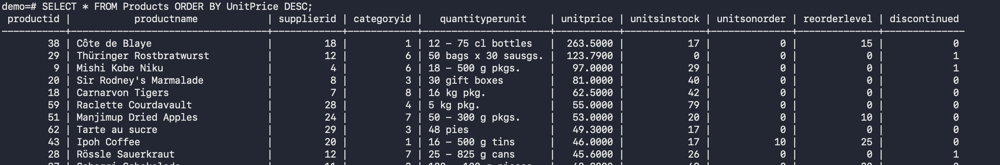 demo=# SELECT * FROM Products ORDER BY UnitPrice DESC;
productid | productname | supplierid | categoryid | quantityperunit | unitprice | unitsinstock | unitsonorder | reorderlevel | discontinued
38 | Côte de Blaye | 18 | 1 | 12 - 75 cl bottles | 263.5000 | 17 | 0 | 15 | 0
29 | Thüringer Rostbratwurst | 12 | 6 | 50 bags x 30 sausgs. | 123.7900 | 0 | 0 | 0 | 1
9 | Mishi Kobe Niku | 4 | 6 | 18 - 500 g pkgs. | 97.0000 | 29 | 0 | 0 | 1
20 | Sir Rodney's Marmalade | 8 | 3 | 30 gift boxes | 81.0000 | 40 | 0 | 0 | 0
18 | Carnarvon Tigers | 7 | 8 | 16 kg pkg. | 62.5000 | 42 | 0 | 0 | 0
59 | Raclette Courdavault | 28 | 4 | 5 kg pkg. | 55.0000 | 79 | 0 | 0 | 0
51 | Manjimup Dried Apples | 24 | 7 | 50 - 300 g pkgs. | 53.0000 | 20 | 0 | 10 | 0
62 | Tarte au sucre | 29 | 3 | 48 pies | 49.3000 | 17 | 0 | 0 | 0
43 | Ipoh Coffee | 20 | 1 | 16 - 500 g tins | 46.0000 | 17 | 10 | 25 | 0
28 | Rössle Sauerkraut | 12 | 7 | 25 - 825 g cans | 45.6000 | 26 | 0 | 0 | 1